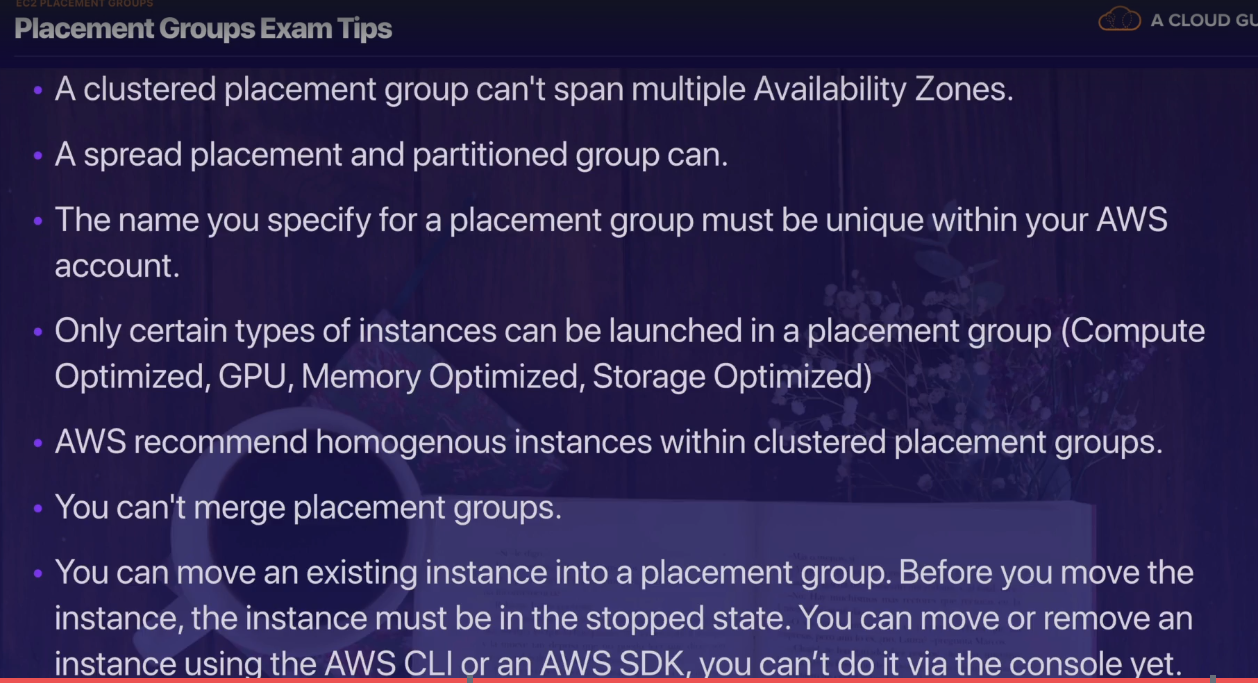 EC2 PLACEMENT GROUPS
Placement Groups Exam Tips
A CLOUD GU
• A clustered placement group can't span multiple Availability Zones.
• A spread placement and partitioned group can.
• The name you specify for a placement group must be unique within your AWS
account.
• Only certain types of instances can be launched in a placement group (Compute
Optimized, GPU, Memory Optimized, Storage Optimized)
• AWS recommend homogenous instances within clustered placement groups.
• You can't merge placement groups.
• You can move an existing instance into a placement group. Before you move the
instance, the instance must be in the stopped state. You can move or remove an
instance using the AWS CLI or an AWS SDK, you can’t do it via the console yet.